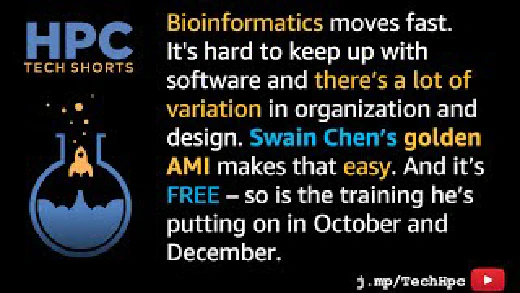 HPC
TECH SHORTS
Bioinformatics moves fast.
It's hard to keep up with
software and there's a lot of
variation in organization and
design. Swain Chen's golden
AMI makes that easy. And it's
FREE – so is the training he's
putting on in October and
December.
j.mp/TechHpc